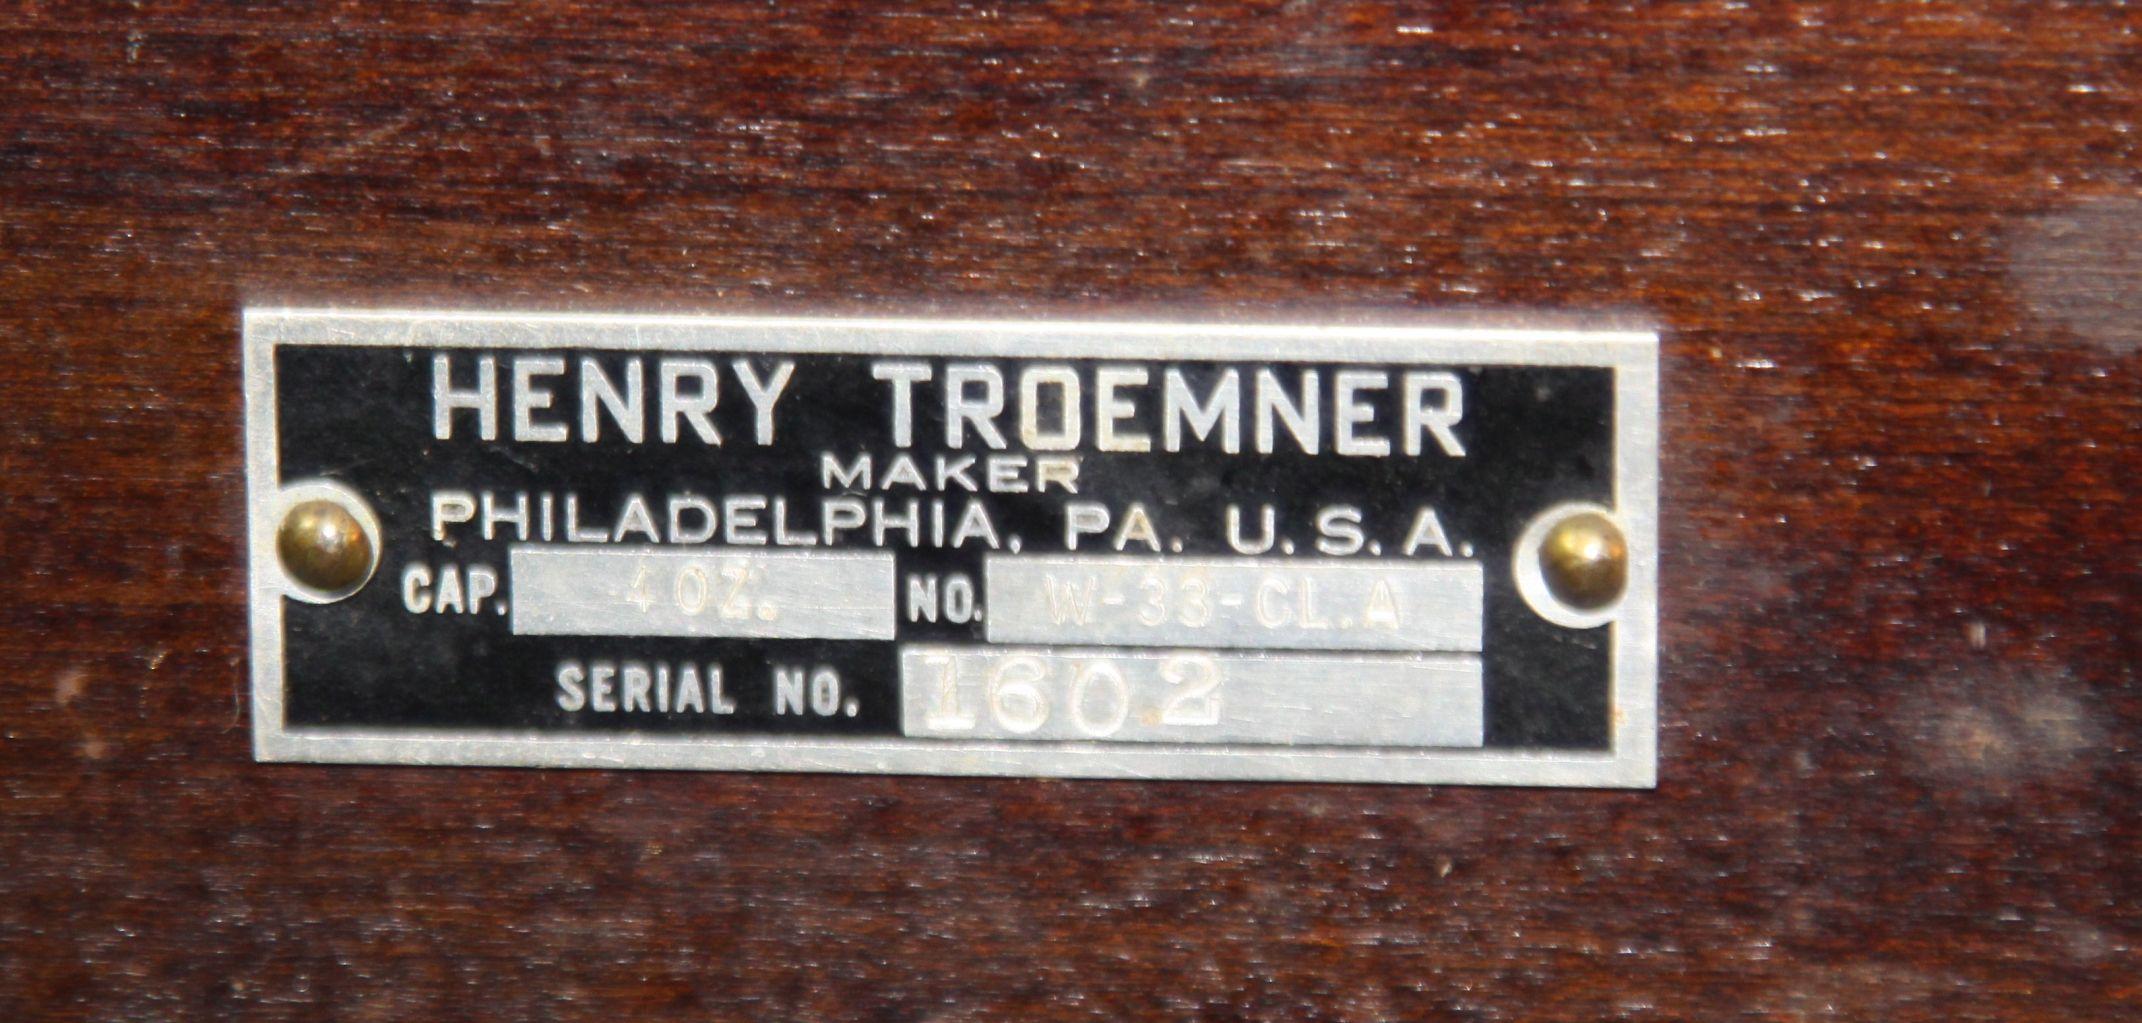 HENRY TROEMNER
MAKER
PHILADELPHIA, PA. U.S.A.
CAP. 4 OZ. NO. W-33-CL.A
SERIAL NO. 1602